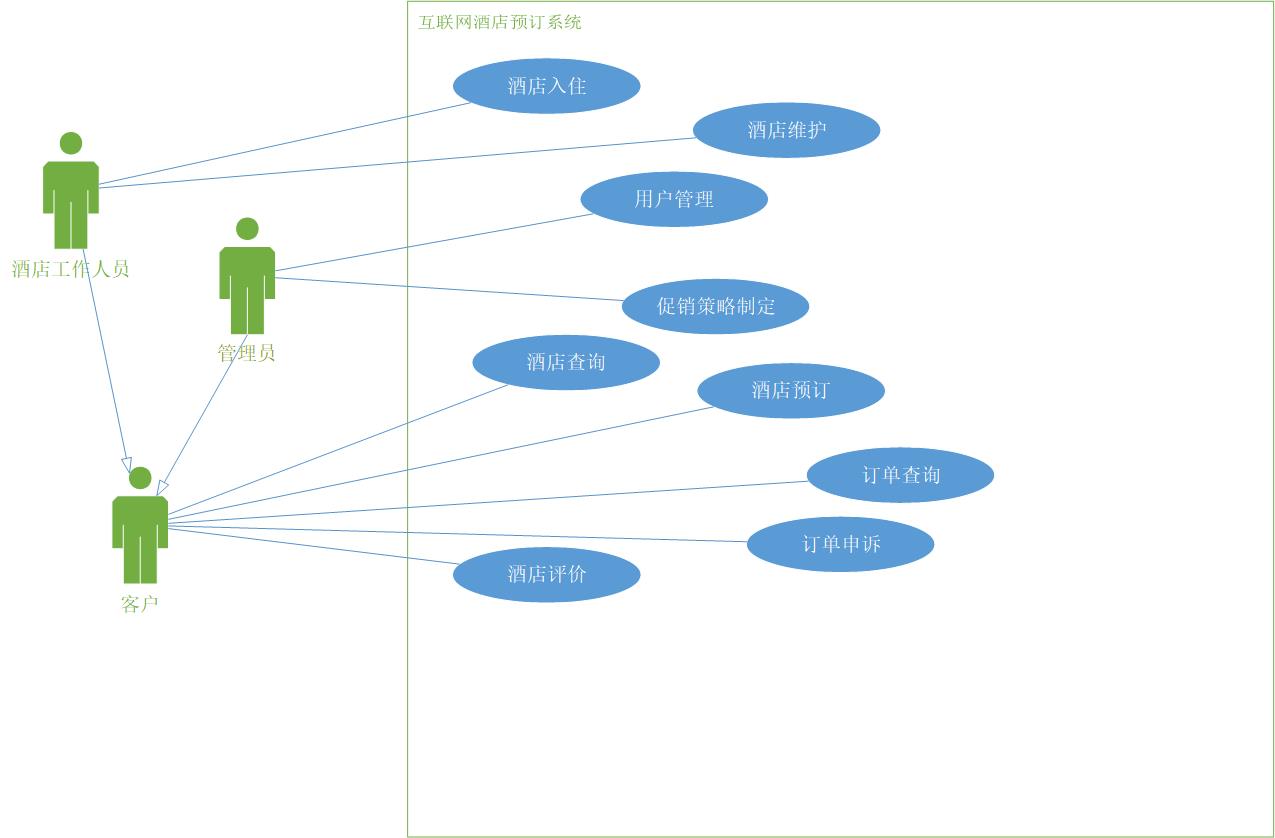 互联网酒店预订系统
酒店入住
酒店维护
用户管理
酒店工作人员
促销策略制定
管理员
酒店查询
酒店预订
订单查询
订单申诉
酒店评价
客户